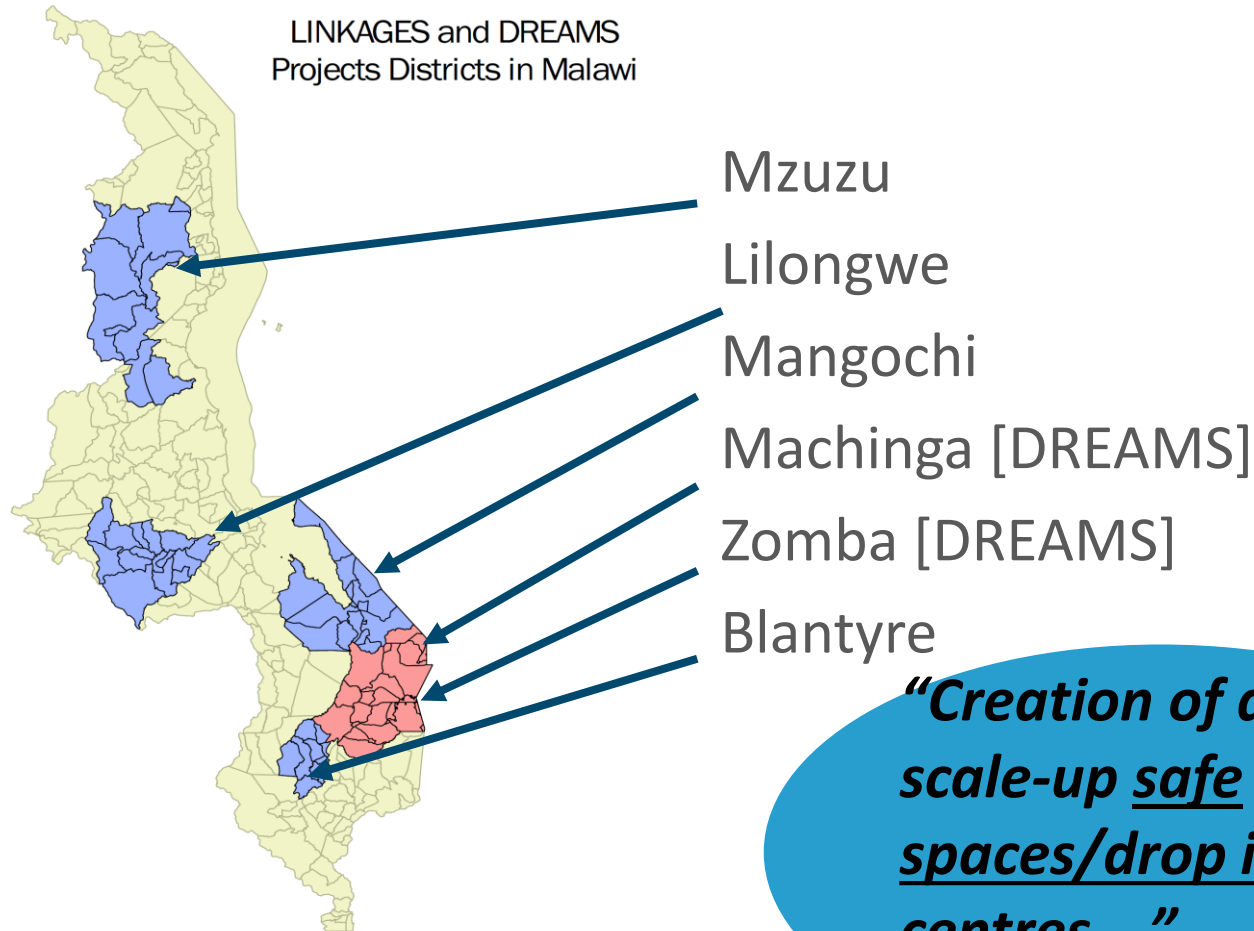 LINKAGES and DREAMS
Projects Districts in Malawi
Mzuzu
Lilongwe
Mangochi
Machinga [DREAMS]
Zomba [DREAMS]
Blantyre
“Creation of
scale-up safe
spaces/drop
centres...”